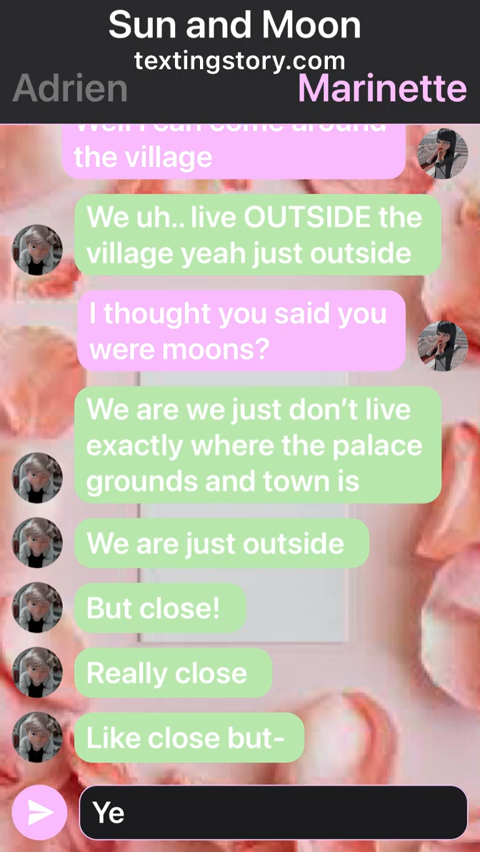 Sun and Moon
textingstory.com
Adrien Marinette
Well I can come around
the village
We uh.. live OUTSIDE the
village yeah just outside
I thought you said you
were moons?
We are we just don’t live
exactly where the palace
grounds and town is
We are just outside
But close!
Really close
Like close but-
Ye